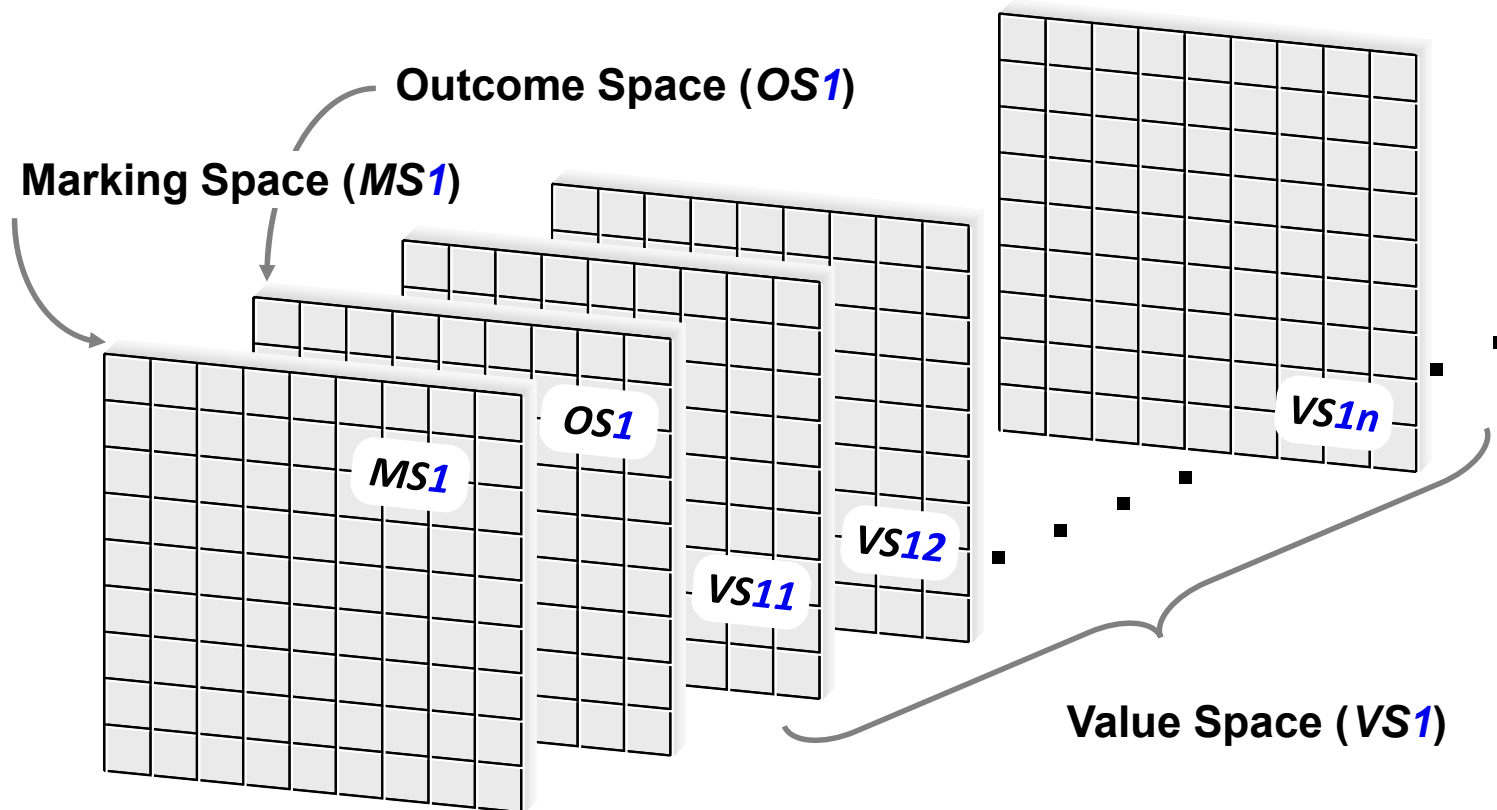 Outcome Space (OS1)
Marking Space (MS1)
VS1n
OS1
MS1
VS12
VS11
Value Space (VS1)